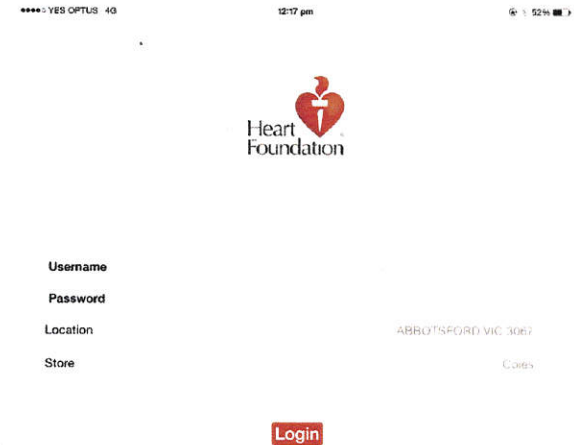 YES OPTUS 4G 12:17 pm 52%
Heart
Foundation
Username
Password
Location ABBOTSFORD VIC 3067
Store Coles
Login